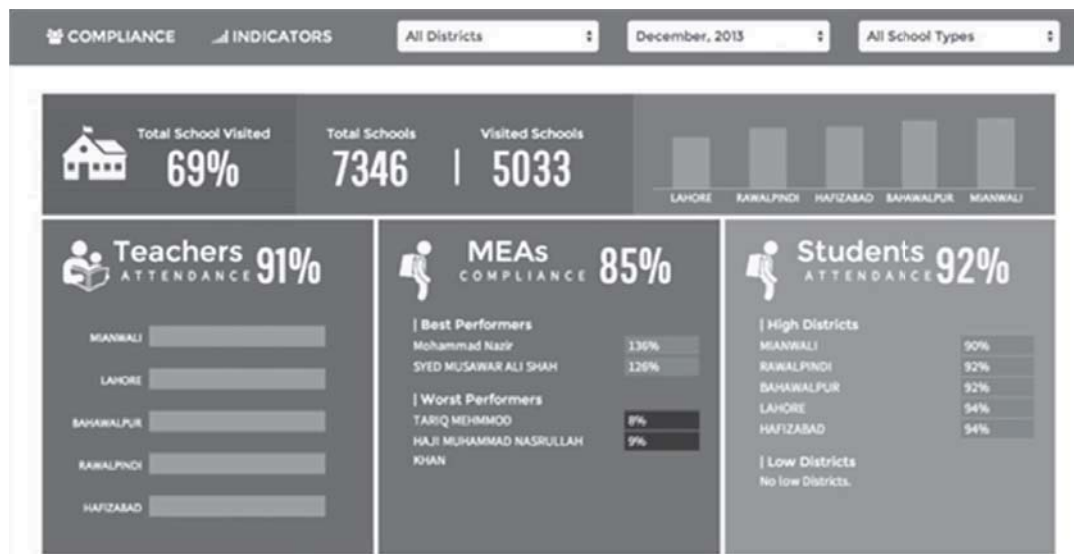 COMPLIANCE INDICATORS All Districts December, 2013 All School Types
Total School Visited
69%
Total Schools
7346
|
Visited Schools
5033
LAHORE RAWALPINDI HAFIZABAD BAHAWALPUR MIANWALI
Teachers
ATTENDANCE
91%
MIANWALI
LAHORE
BAHAWALPUR
RAWALPINDI
HAFIZABAD
MEAs
COMPLIANCE
85%
| Best Performers
Mohammad Nazir 136%
SYED MUSAWAR ALI SHAH 126%
| Worst Performers
TARIQ MEHMMOD 8%
HAJI MUHAMMAD NASRULLAH 9%
KHAN
Students
ATTENDANCE
92%
| High Districts
MIANWALI 90%
RAWALPINDI 92%
BAHAWALPUR 92%
LAHORE 94%
HAFIZABAD 94%
| Low Districts
No low Districts.